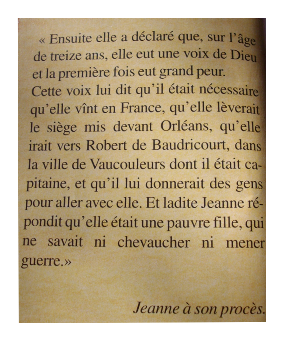 « Ensuite elle a déclaré que, sur l'âge
de treize ans, elle eut une voix de Dieu
et la première fois eut grand peur.
Cette voix lui dit qu'il était nécessaire
qu'elle vînt en France, qu'elle lèverait
le siège mis devant Orléans, qu'elle
irait vers Robert de Baudricourt, dans
la ville de Vaucouleurs dont il était ca-
pitaine, et qu'il lui donnerait des gens
pour aller avec elle. Et ladite Jeanne ré-
pondit qu'elle était une pauvre fille, qui
ne savait ni chevaucher ni mener
guerre.»
Jeanne à son procès.